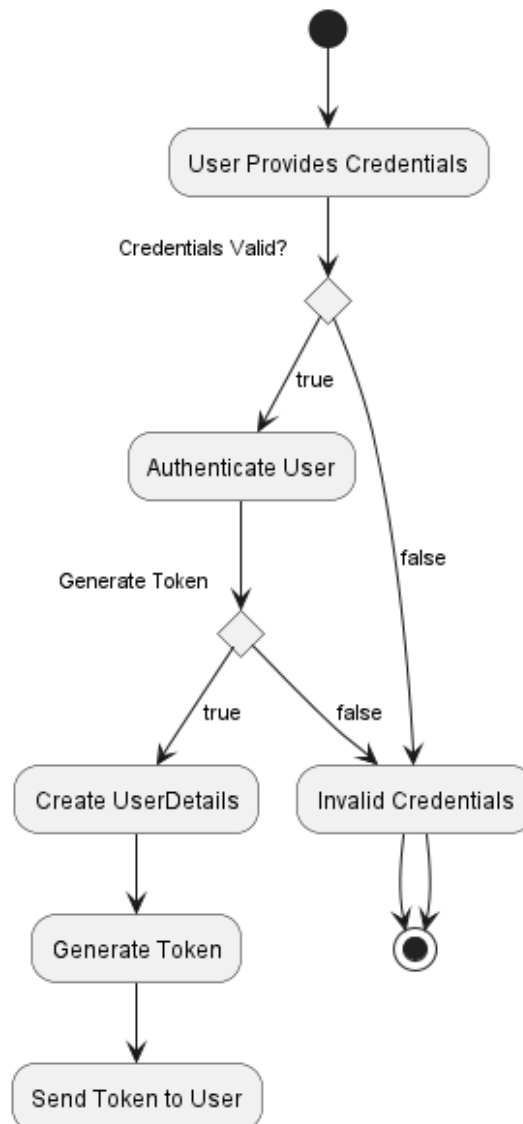 User Provides Credentials
Credentials Valid?
true
Authenticate User
false
Generate Token
true
false
Create UserDetails
Invalid Credentials
Generate Token
Send Token to User